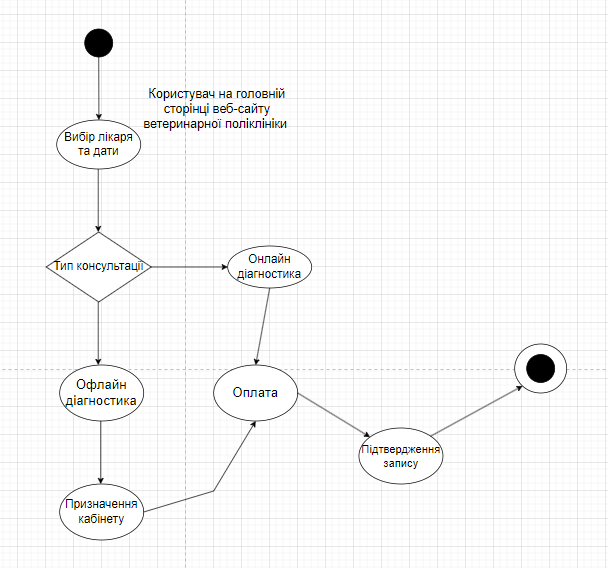 Користувач на головній
сторінці веб-сайту
ветеринарної поліклініки
Вибір лікаря
та дати
Тип консультації
Онлайн
діагностика
Офлайн
діагностика
Оплата
Підтвердження
запису
Призначення
кабінету